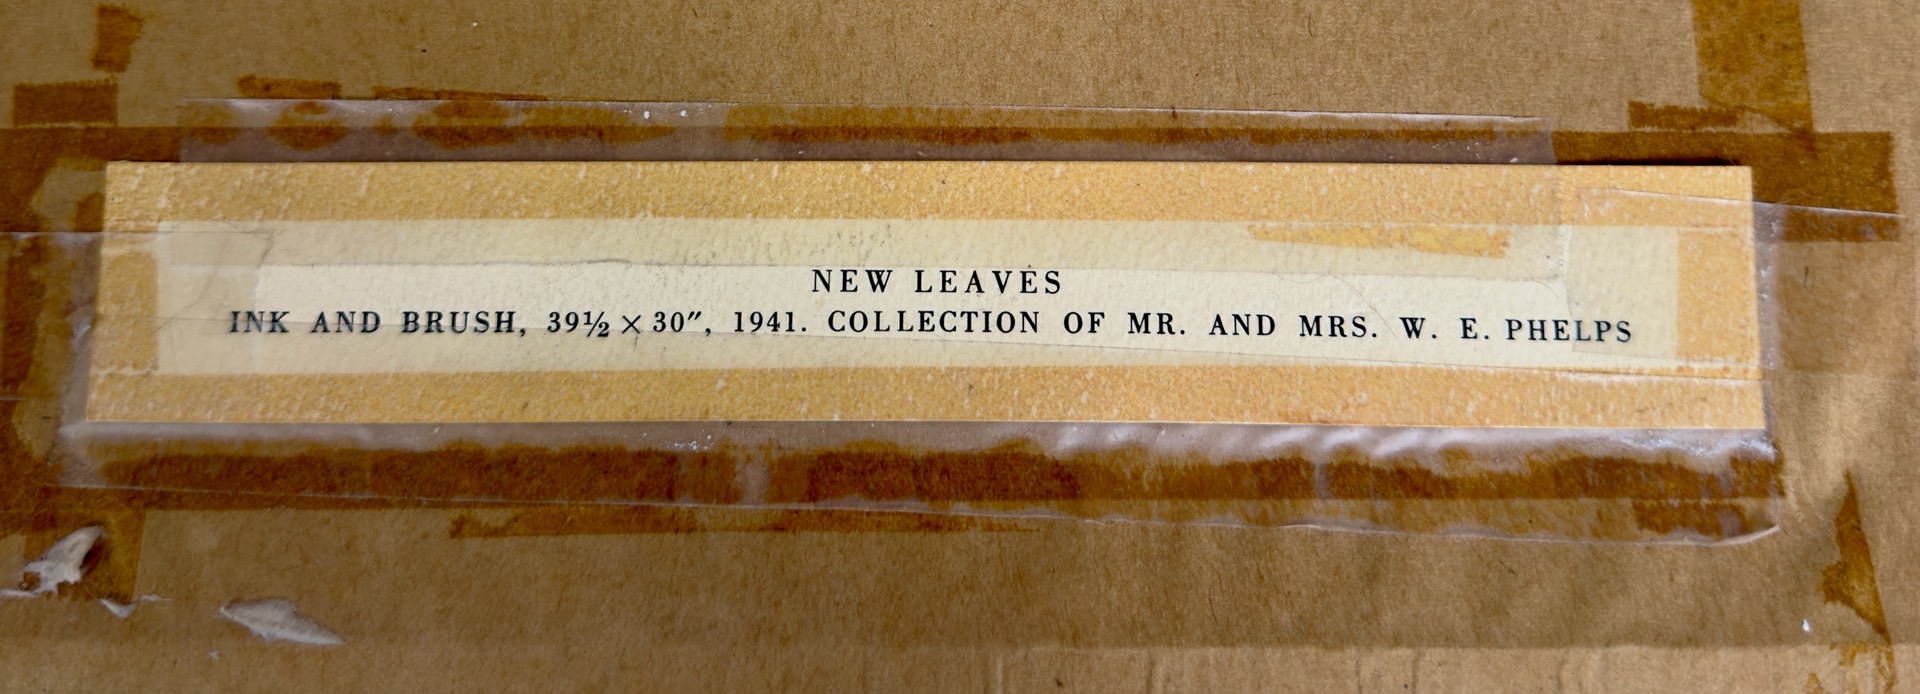 NEW LEAVES
INK AND BRUSH, 39½ × 30″, 1941. COLLECTION OF MR. AND MRS. W. E. PHELPS